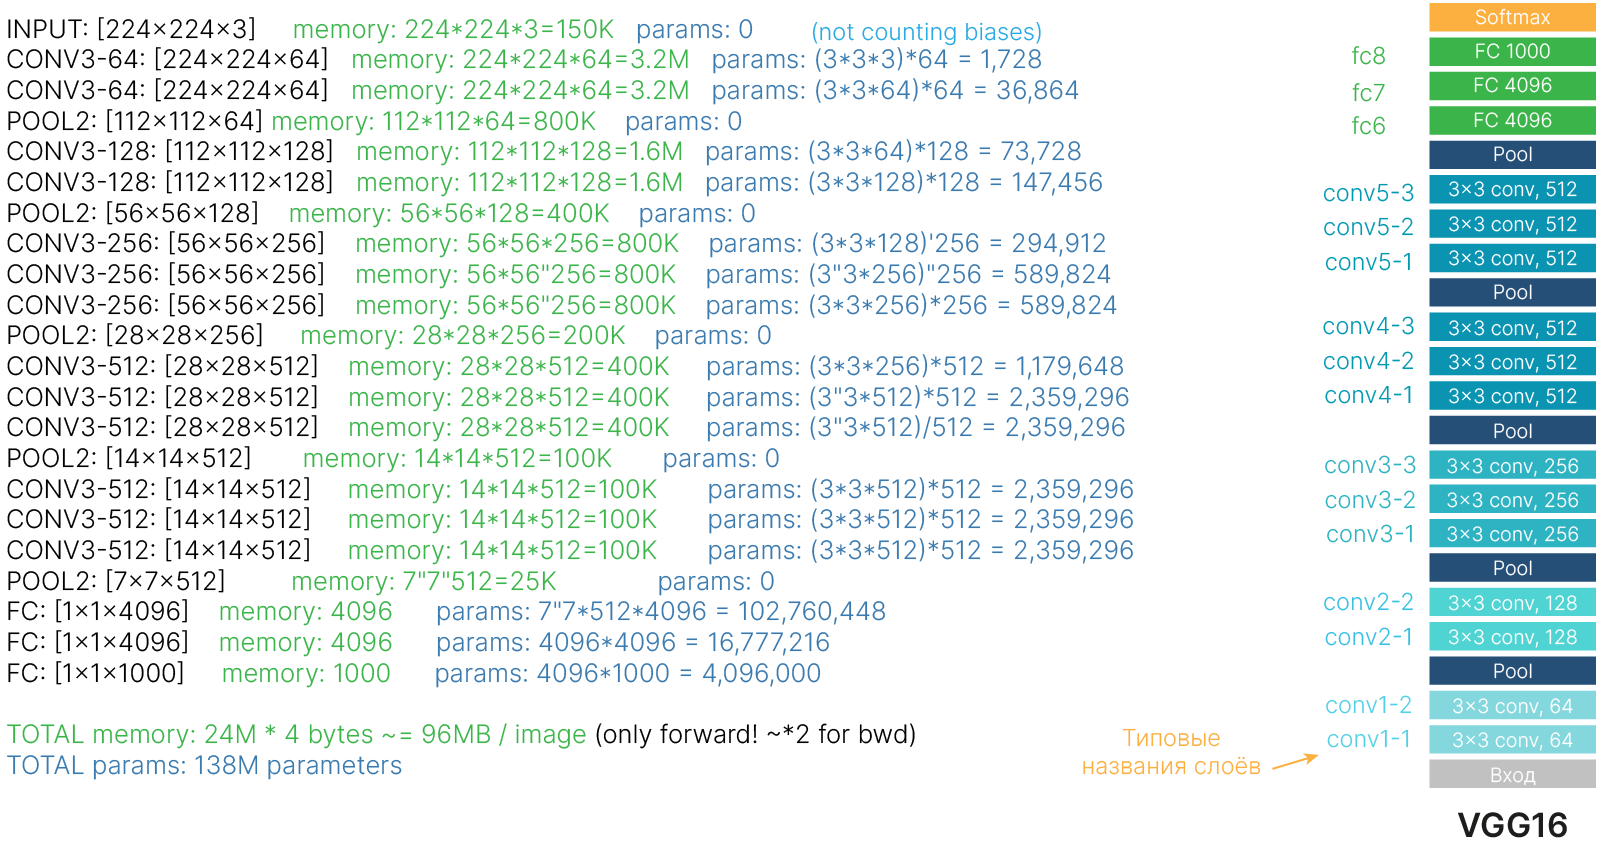 INPUT: [224×224×3] memory: 224*224*3=150K params: 0 (not counting biases)
CONV3-64: [224×224×64] memory: 224*224*64=3.2M params: (3*3*3)*64 = 1,728
CONV3-64: [224×224×64] memory: 224*224*64=3.2M params: (3*3*64)*64 = 36,864
POOL2: [112×112×64] memory: 112*112*64=800K params: 0
CONV3-128: [112×112×128] memory: 112*112*128=1.6M params: (3*3*64)*128 = 73,728
CONV3-128: [112×112×128] memory: 112*112*128=1.6M params: (3*3*128)*128 = 147,456
POOL2: [56×56×128] memory: 56*56*128=400K params: 0
CONV3-256: [56×56×256] memory: 56*56*256=800K params: (3*3*128)'256 = 294,912
CONV3-256: [56×56×256] memory: 56*56"256=800K params: (3"3*256)"256 = 589,824
CONV3-256: [56×56×256] memory: 56*56"256=800K params: (3*3*256)*256 = 589,824
POOL2: [28×28×256] memory: 28*28*256=200K params: 0
CONV3-512: [28×28×512] memory: 28*28*512=400K params: (3*3*256)*512 = 1,179,648
CONV3-512: [28×28×512] memory: 28*28*512=400K params: (3"3*512)*512 = 2,359,296
CONV3-512: [28×28×512] memory: 28*28*512=400K params: (3"3*512)/512 = 2,359,296
POOL2: [14×14×512] memory: 14*14*512=100K params: 0
CONV3-512: [14×14×512] memory: 14*14*512=100K params: (3*3*512)*512 = 2,359,296
CONV3-512: [14×14×512] memory: 14*14*512=100K params: (3*3*512)*512 = 2,359,296
CONV3-512: [14×14×512] memory: 14*14*512=100K params: (3*3*512)*512 = 2,359,296
POOL2: [7×7×512] memory: 7"7"512=25K params: 0
FC: [1×1×4096] memory: 4096 params: 7"7*512*4096 = 102,760,448
FC: [1×1×4096] memory: 4096 params: 4096*4096 = 16,777,216
FC: [1×1×1000] memory: 1000 params: 4096*1000 = 4,096,000
TOTAL memory: 24M * 4 bytes ~= 96MB / image (only forward! ~*2 for bwd)
TOTAL params: 138M parameters
Softmax
fc8 FC 1000
fc7 FC 4096
fc6 FC 4096
Pool
conv5-3 3×3 conv, 512
conv5-2 3×3 conv, 512
conv5-1 3×3 conv, 512
Pool
conv4-3 3×3 conv, 512
conv4-2 3×3 conv, 512
conv4-1 3×3 conv, 512
Pool
conv3-3 3×3 conv, 256
conv3-2 3×3 conv, 256
conv3-1 3×3 conv, 256
Pool
conv2-2 3×3 conv, 128
conv2-1 3×3 conv, 128
Pool
conv1-2 3×3 conv, 64
conv1-1 3×3 conv, 64
Типовые
названия слоёв
Вход
VGG16